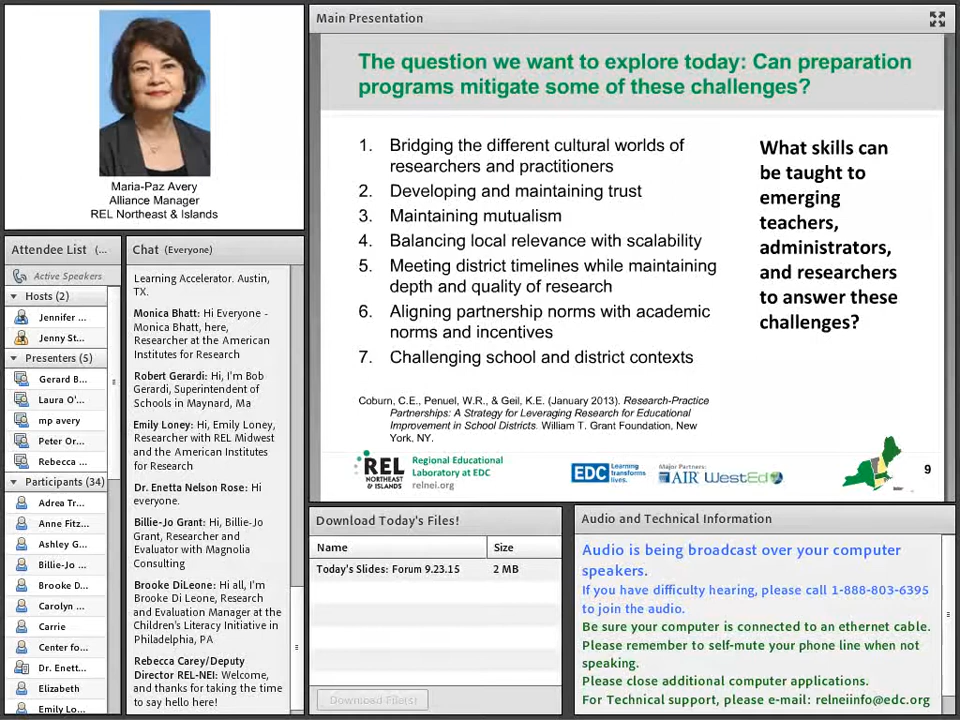 Maria-Paz Avery
Alliance Manager
REL Northeast & Islands
Attendee List (...
Active Speakers
Hosts (2)
Jennifer ...
Jenny St...
Presenters (5)
Gerard B...
Laura O'...
mp avery
Peter Or...
Rebecca ...
Participants (34)
Adrea Tr...
Anne Fitz...
Ashley G...
Billie-Jo ...
Brooke D...
Carolyn ...
Carrie
Center fo...
Dr. Enett...
Elizabeth
Emily Lo...
Chat (Everyone)
Learning Accelerator. Austin,
TX.
Monica Bhatt: Hi Everyone -
Monica Bhatt, here,
Researcher at the American
Institutes for Research
Robert Gerardi: Hi, I'm Bob
Gerardi, Superintendent of
Schools in Maynard, Ma
Emily Loney: Hi, Emily Loney,
Researcher with REL Midwest
and the American Institutes
for Research
Dr. Enetta Nelson Rose: Hi
everyone.
Billie-Jo Grant: Hi, Billie-Jo
Grant, Researcher and
Evaluator with Magnolia
Consulting
Brooke DiLeone: Hi all, I'm
Brooke Di Leone, Research
and Evaluation Manager at the
Children's Literacy Initiative in
Philadelphia, PA
Rebecca Carey/Deputy
Director REL-NEI: Welcome,
and thanks for taking the time
to say hello here!
Main Presentation
The question we want to explore today: Can preparation
programs mitigate some of these challenges?
1. Bridging the different cultural worlds of
researchers and practitioners
2. Developing and maintaining trust
3. Maintaining mutualism
4. Balancing local relevance with scalability
5. Meeting district timelines while maintaining
depth and quality of research
6. Aligning partnership norms with academic
norms and incentives
7. Challenging school and district contexts
What skills can
be taught to
emerging
teachers,
administrators,
and researchers
to answer these
challenges?
Coburn, C.E., Penuel, W.R., & Geil, K.E. (January 2013). Research-Practice
Partnerships: A Strategy for Leveraging Research for Educational
Improvement in School Districts. William T. Grant Foundation, New
York, NY.
REL
NORTHEAST
& ISLANDS
Regional Educational
Laboratory at EDC
relnei.org
EDC Learning
transforms
lives.
Major Partners:
AIR WestEd
9
Download Today's Files!
Name Size
Today's Slides: Forum 9.23.15 2 MB
Download File(s)
Audio and Technical Information
Audio is being broadcast over your computer
speakers.
If you have difficulty hearing, please call 1-888-803-6395
to join the audio.
Be sure your computer is connected to an ethernet cable.
Please remember to self-mute your phone line when not
speaking.
Please close additional computer applications.
For Technical support, please e-mail: relneiinfo@edc.org